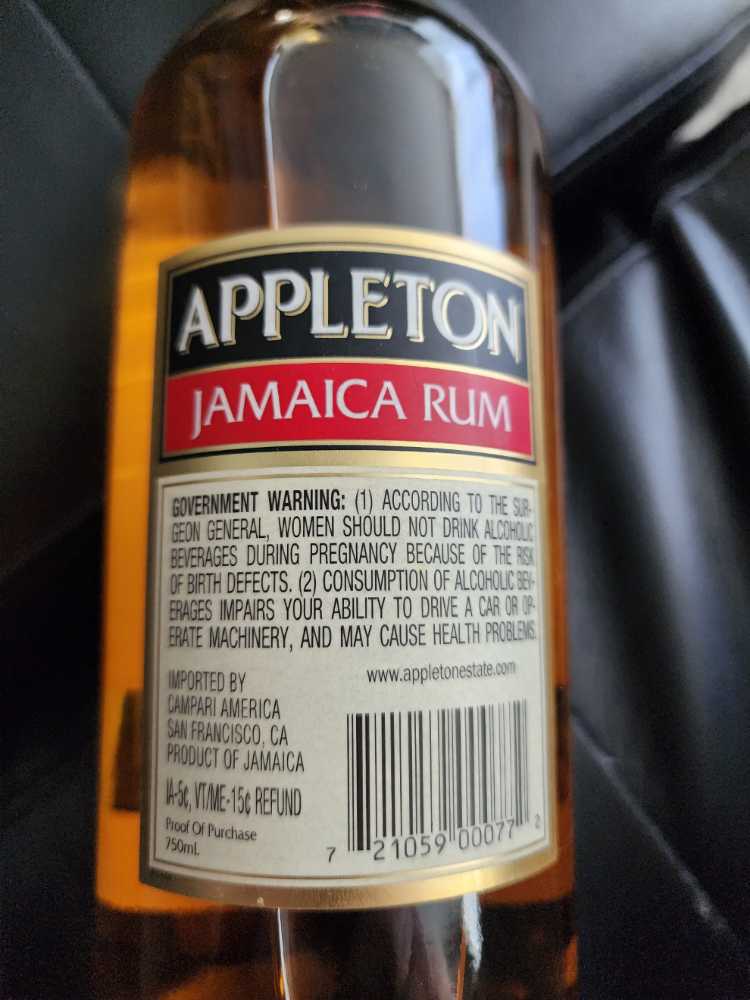 APPLETON
JAMAICA RUM
GOVERNMENT WARNING: (1) ACCORDING TO THE SUR-
GEON GENERAL, WOMEN SHOULD NOT DRINK ALCOHOLIC
BEVERAGES DURING PREGNANCY BECAUSE OF THE RISK
OF BIRTH DEFECTS. (2) CONSUMPTION OF ALCOHOLIC BEV-
ERAGES IMPAIRS YOUR ABILITY TO DRIVE A CAR OR OP-
ERATE MACHINERY, AND MAY CAUSE HEALTH PROBLEMS.
www.appletonestate.com
IMPORTED BY
CAMPARI AMERICA
SAN FRANCISCO, CA
PRODUCT OF JAMAICA
IA-5¢, VT/ME-15¢ REFUND
Proof Of Purchase
750mL
7 21059 00077 2